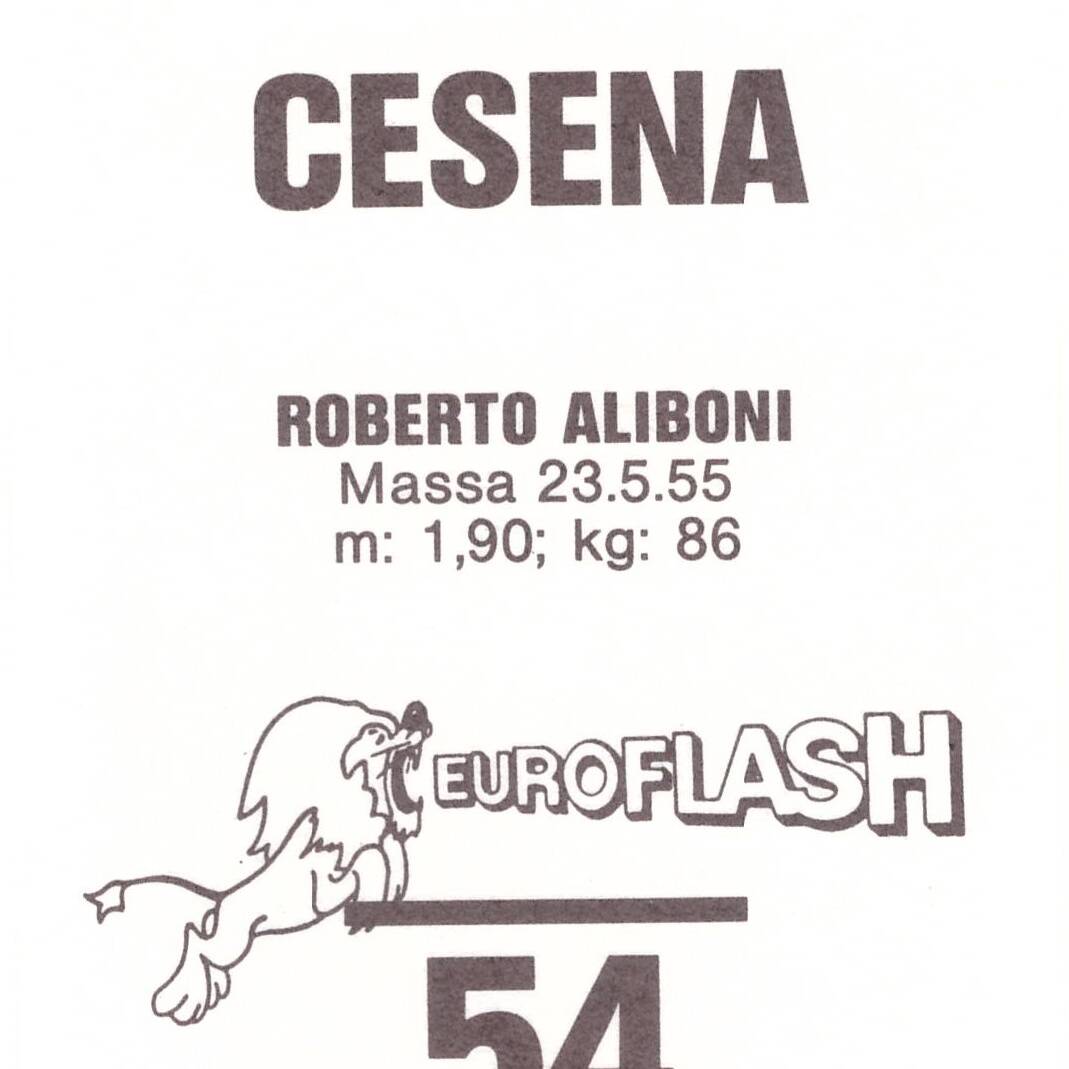 CESENA
ROBERTO ALIBONI
Massa 23.5.55
m: 1,90; kg: 86
EUROFLASH
54